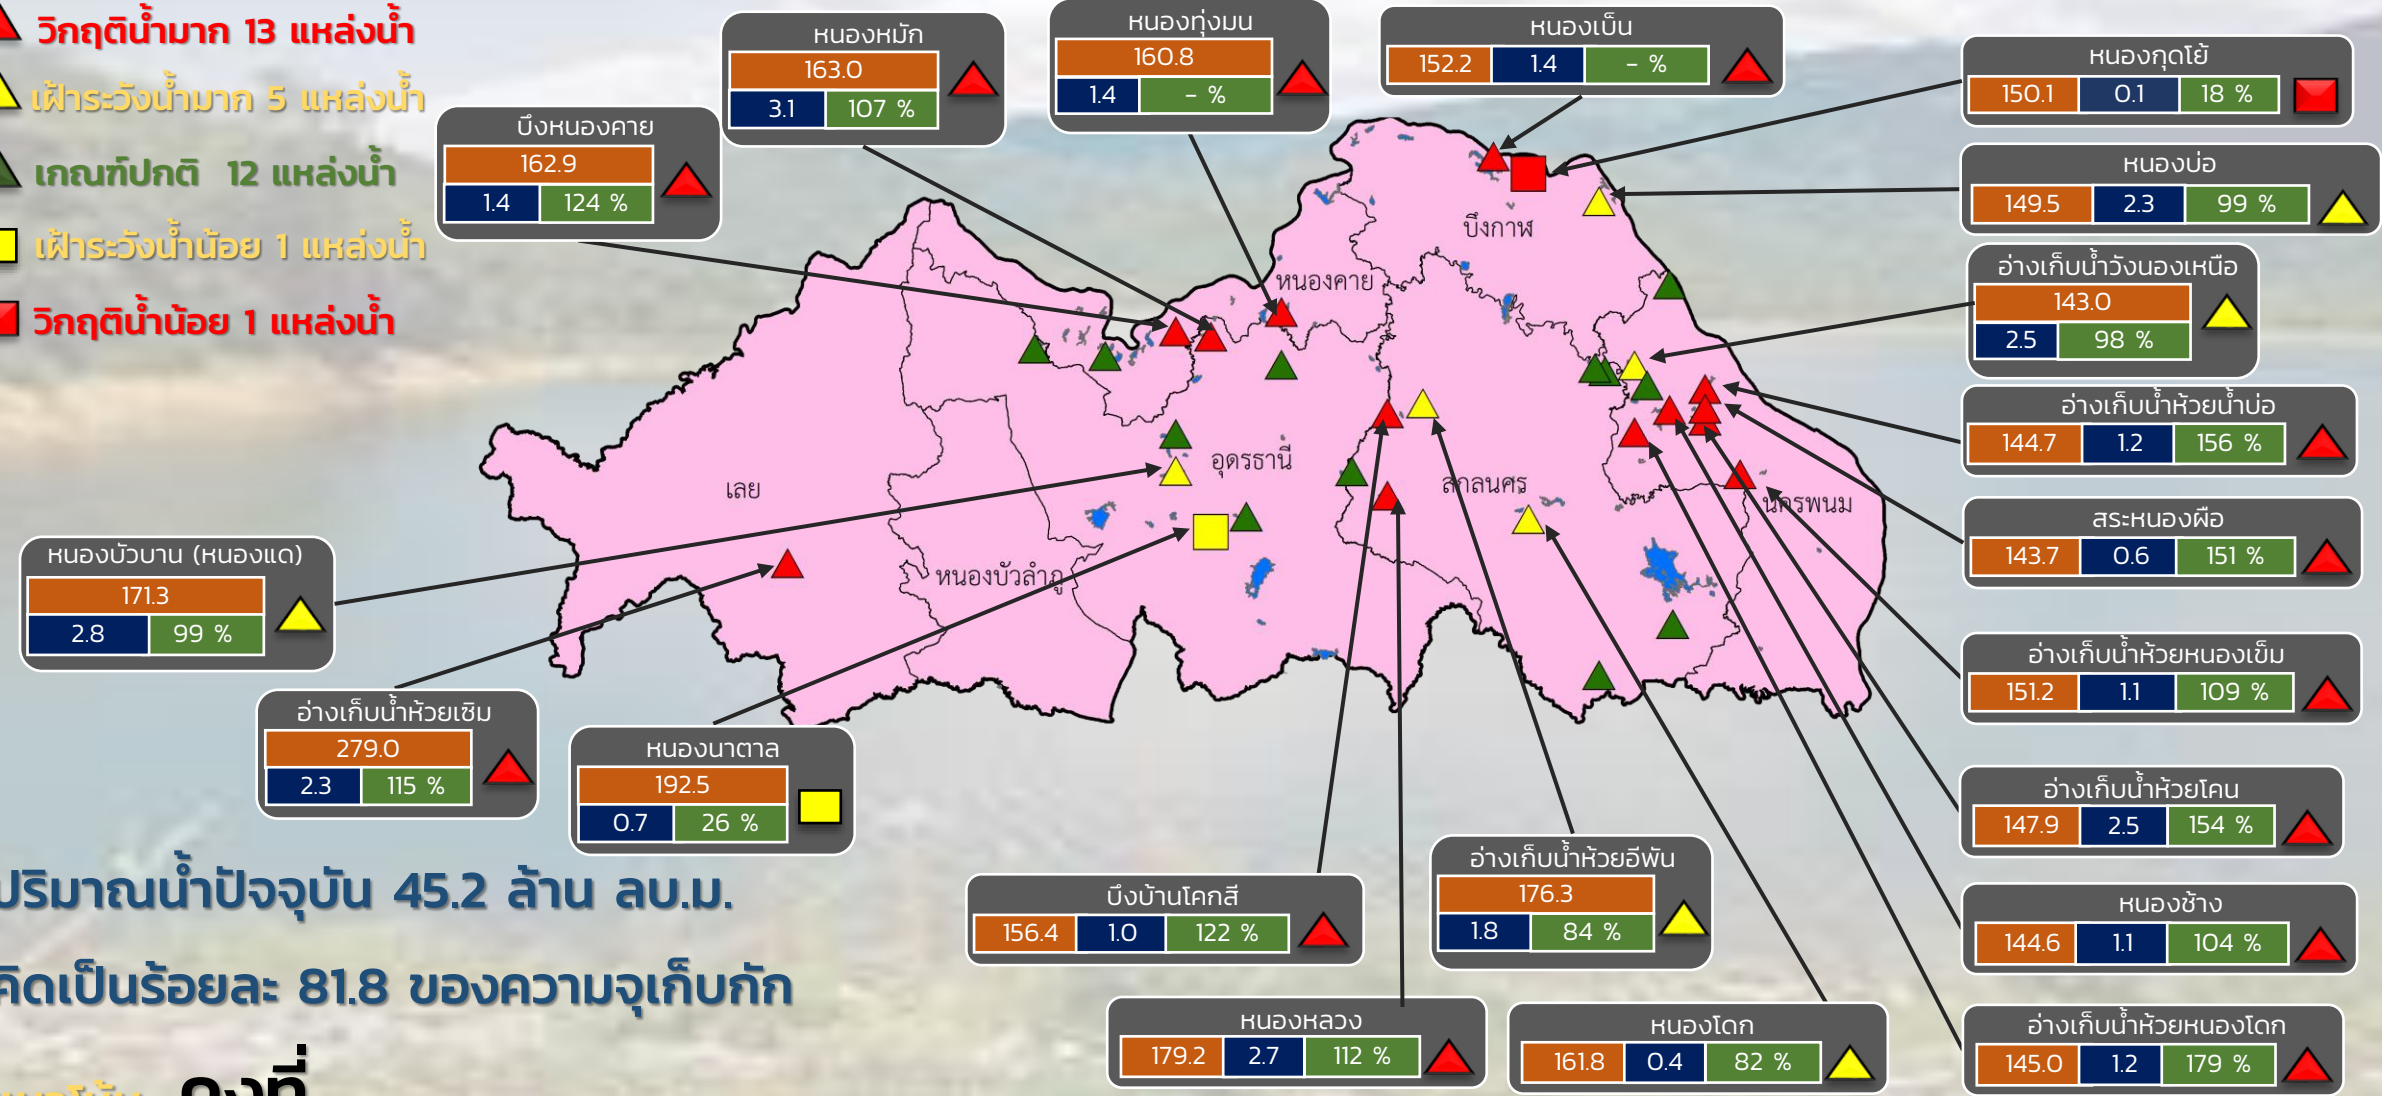 วิกฤติน้ำมาก 13 แหล่งน้ำ
เฝ้าระวังน้ำมาก 5 แหล่งน้ำ
เกณฑ์ปกติ 12 แหล่งน้ำ
เฝ้าระวังน้ำน้อย 1 แหล่งน้ำ
วิกฤติน้ำน้อย 1 แหล่งน้ำ
บึงหนองคาย
162.9
1.4 124 %
หนองหมัก
163.0
3.1 107 %
หนองทุ่งมน
160.8
1.4 - %
หนองเบ็น
152.2 1.4 - %
หนองกุดโย้
150.1 0.1 18 %
หนองบ่อ
149.5 2.3 99 %
อ่างเก็บน้ำวังนองเหนือ
143.0
2.5 98 %
อ่างเก็บน้ำห้วยน้ำบ่อ
144.7 1.2 156 %
สระหนองผือ
143.7 0.6 151 %
อ่างเก็บน้ำห้วยหนองเข็ม
151.2 1.1 109 %
อ่างเก็บน้ำห้วยโคน
147.9 2.5 154 %
หนองช้าง
144.6 1.1 104 %
อ่างเก็บน้ำห้วยหนองโดก
145.0 1.2 179 %
บึงกาฬ
หนองคาย
เลย
อุดรธานี
สกลนคร
นครพนม
หนองบัวลำภู
หนองบัวบาน (หนองแด)
171.3
2.8 99 %
อ่างเก็บน้ำห้วยเซิม
279.0
2.3 115 %
หนองนาตาล
192.5
0.7 26 %
บึงบ้านโคกสี
156.4 1.0 122 %
อ่างเก็บน้ำห้วยอีพัน
176.3
1.8 84 %
หนองหลวง
179.2 2.7 112 %
หนองโดก
161.8 0.4 82 %
ปริมาณน้ำปัจจุบัน 45.2 ล้าน ลบ.ม.
คิดเป็นร้อยละ 81.8 ของความจุเก็บกัก
คงที่